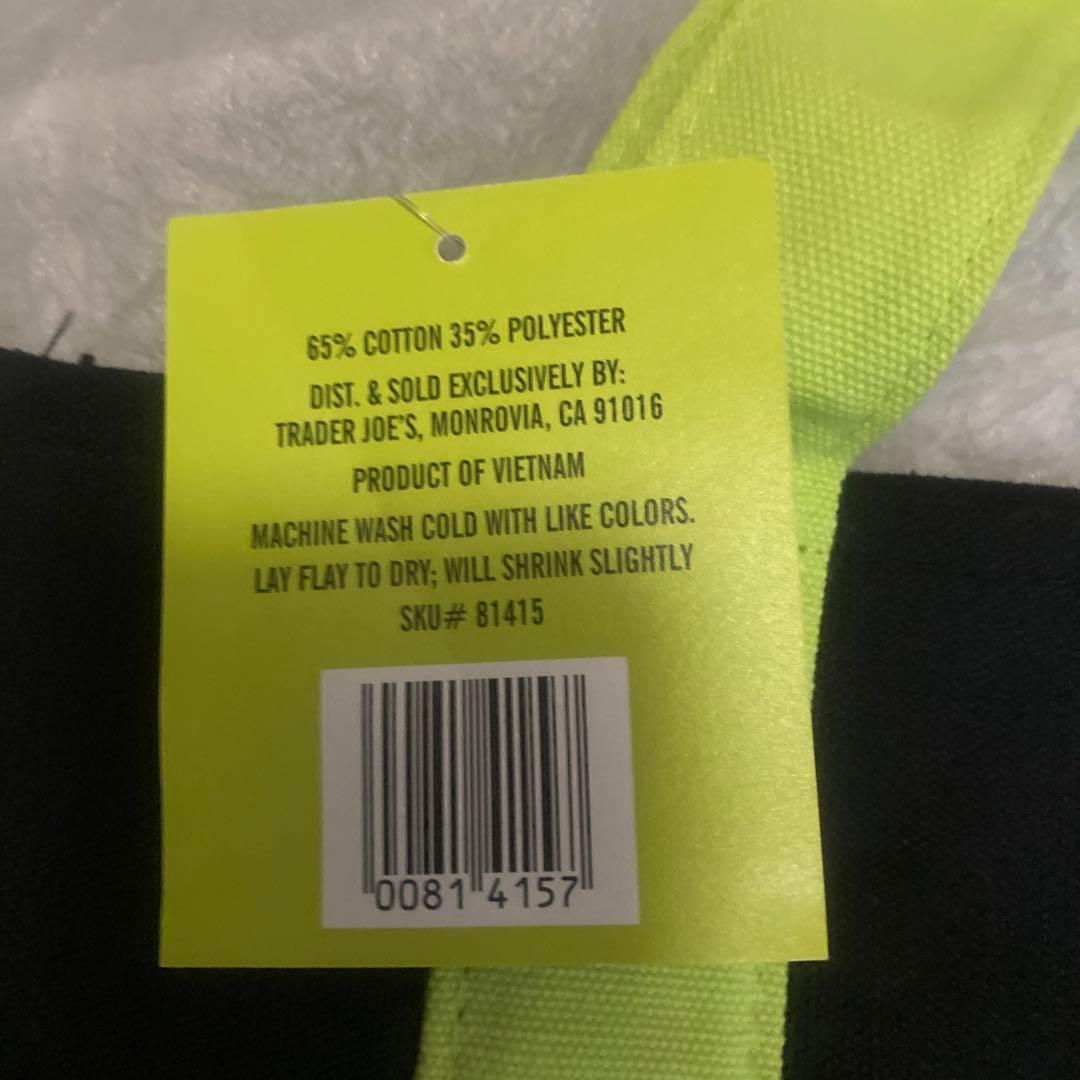 65% COTTON 35% POLYESTER
DIST. & SOLD EXCLUSIVELY BY:
TRADER JOE'S, MONROVIA, CA 91016
PRODUCT OF VIETNAM
MACHINE WASH COLD WITH LIKE COLORS.
LAY FLAY TO DRY; WILL SHRINK SLIGHTLY
SKU# 81415
0081 4157